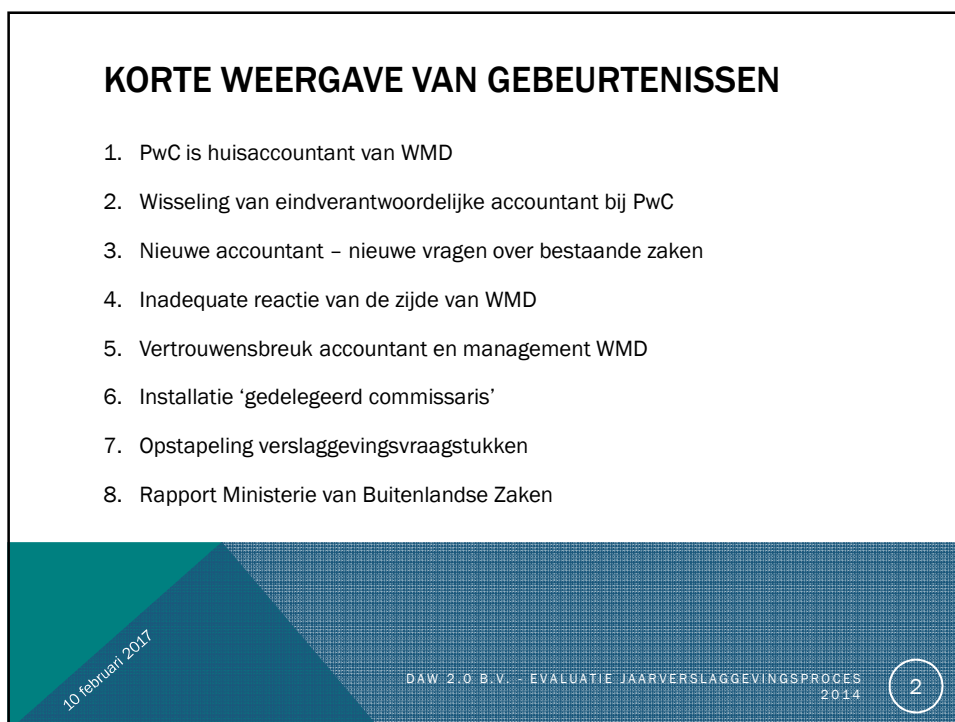 KORTE WEERGAVE VAN GEBEURTENISSEN
1. PwC is huisaccountant van WMD
2. Wisseling van eindverantwoordelijke accountant bij PwC
3. Nieuwe accountant – nieuwe vragen over bestaande zaken
4. Inadequate reactie van de zijde van WMD
5. Vertrouwensbreuk accountant en management WMD
6. Installatie ‘gedelegeerd commissaris’
7. Opstapeling verslaggevingsvraagstukken
8. Rapport Ministerie van Buitenlandse Zaken
10 februari 2017
DAW 2.0 B.V. - EVALUATIE JAARVERSLAGGEVINGSPROCES
2014
2